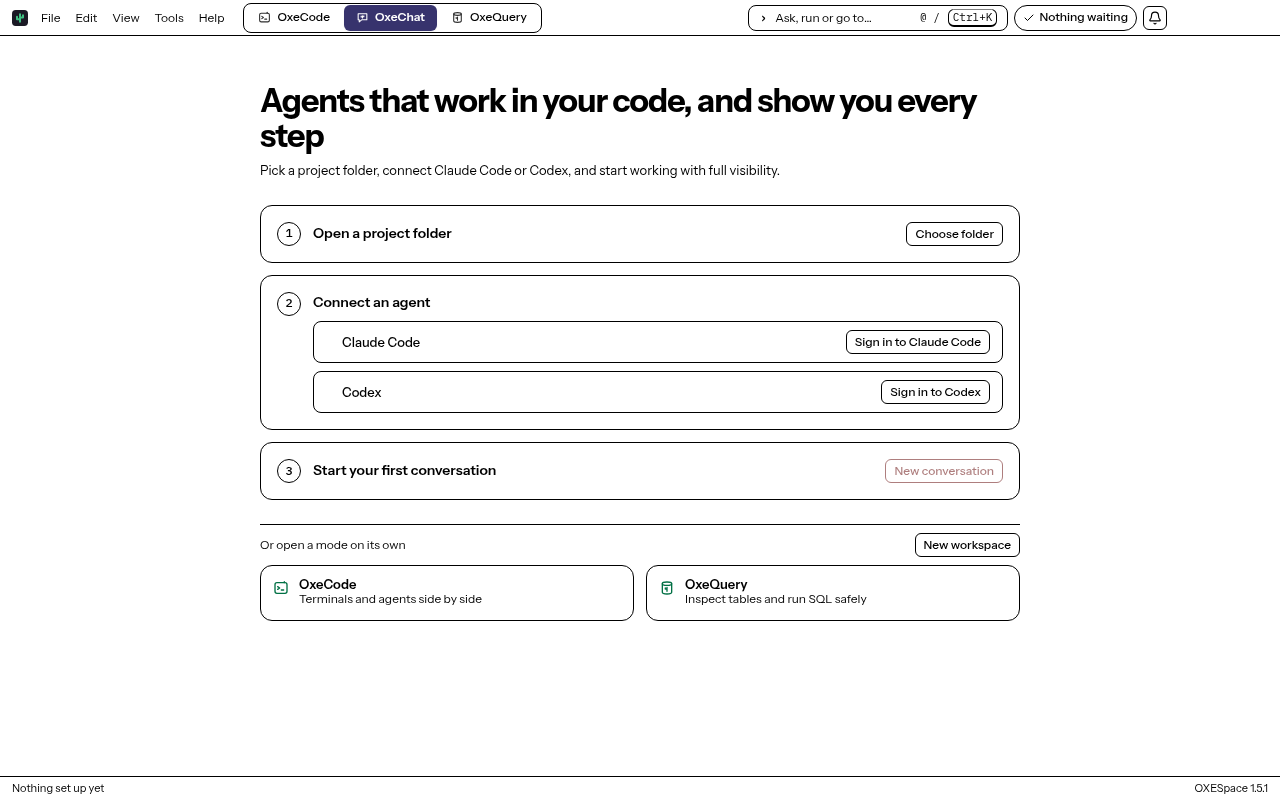 File Edit View Tools Help OxeCode OxeChat OxeQuery › Ask, run or go to... @ / Ctrl+K Nothing waiting
Agents that work in your code, and show you every
step
Pick a project folder, connect Claude Code or Codex, and start working with full visibility.
1 Open a project folder Choose folder
2 Connect an agent
Claude Code Sign in to Claude Code
Codex Sign in to Codex
3 Start your first conversation New conversation
Or open a mode on its own New workspace
OxeCode
Terminals and agents side by side
OxeQuery
Inspect tables and run SQL safely
Nothing set up yet OXESpace 1.5.1